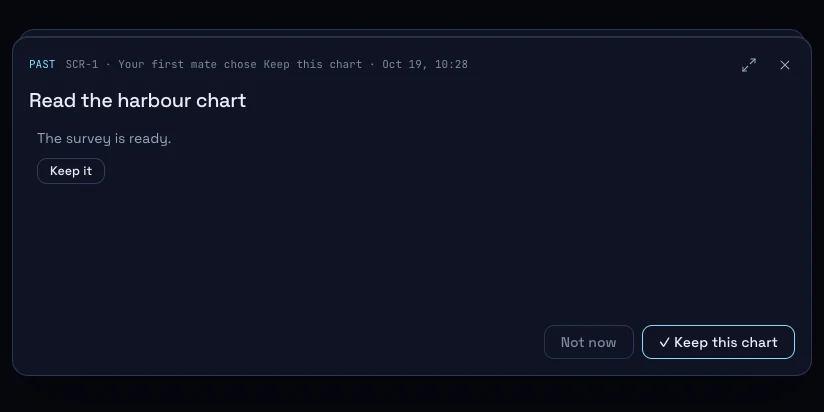 PAST SCR-1 · Your first mate chose Keep this chart · Oct 19, 10:28
Read the harbour chart
The survey is ready.
Keep it
Not now
✓ Keep this chart